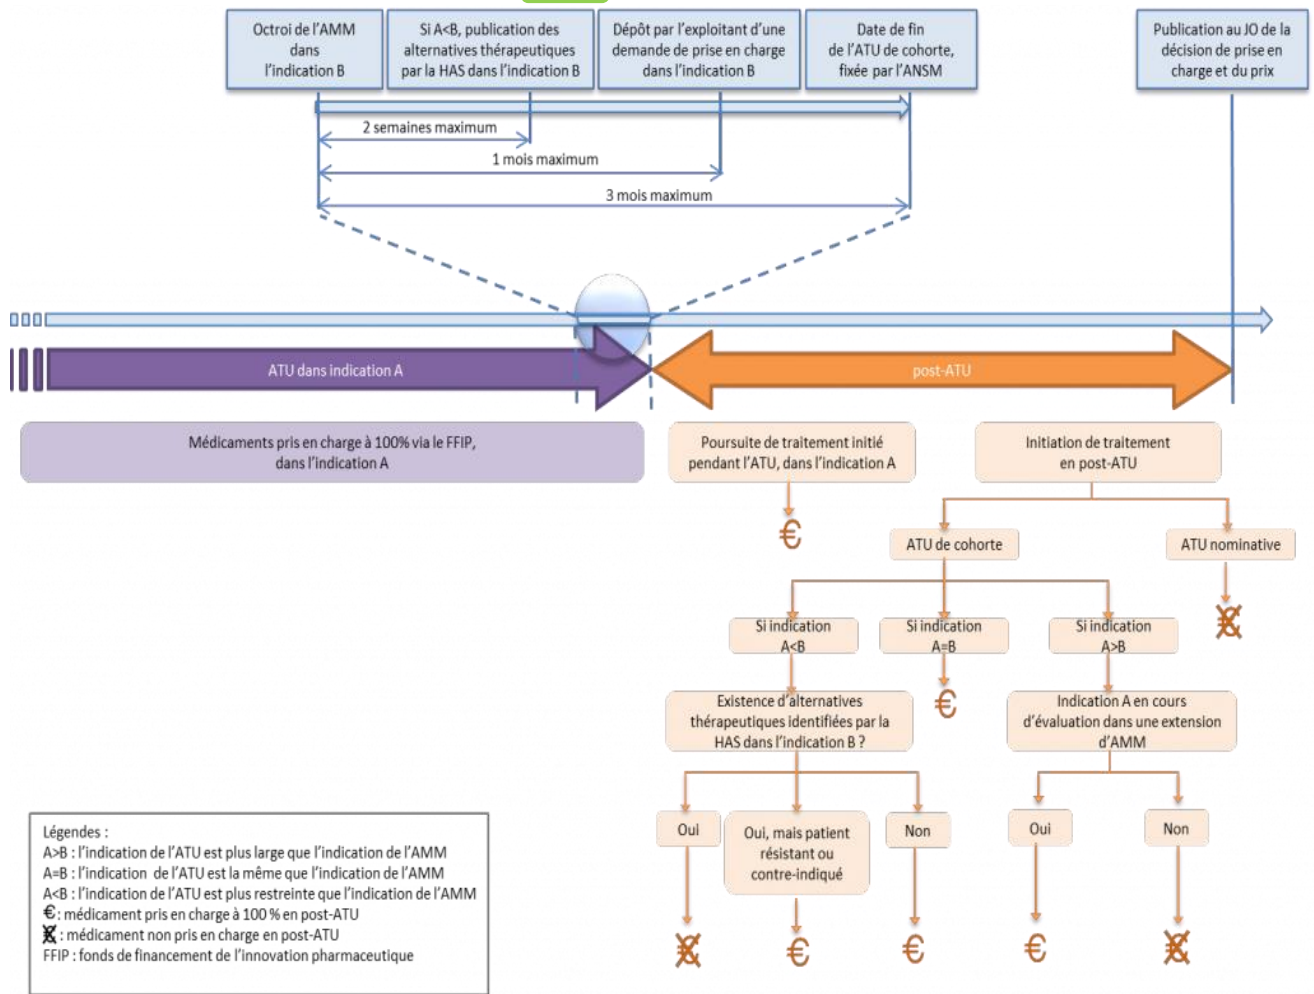 Octroi de l'AMM
dans
l'indication B
Si A<B, publication des
alternatives thérapeutiques
par la HAS dans l'indication B
Dépôt par l'exploitant d'une
demande de prise en charge
dans l'indication B
Date de fin
de l'ATU de cohorte,
fixée par l'ANSM
Publication au JO de la
décision de prise en
charge et du prix
2 semaines maximum
1 mois maximum
3 mois maximum
ATU dans indication A
post-ATU
Médicaments pris en charge à 100% via le FFIP,
dans l'indication A
Poursuite de traitement initié
pendant l'ATU, dans l'indication A
Initiation de traitement
en post-ATU
€
ATU de cohorte
ATU nominative
€
Si indication
A<B
Si indication
A=B
Si indication
A>B
€
Existence d'alternatives
thérapeutiques identifiées par la
HAS dans l'indication B ?
Indication A en cours
d'évaluation dans une extension
d'AMM
Oui
Oui, mais patient
résistant ou
contre-indiqué
Non
Oui
Non
€
€
€
€
€
Légendes :
A>B : l'indication de l'ATU est plus large que l'indication de l'AMM
A=B : l'indication de l'ATU est la même que l'indication de l'AMM
A<B : l'indication de l'ATU est plus restreinte que l'indication de l'AMM
€ : médicament pris en charge à 100 % en post-ATU
€ : médicament non pris en charge en post-ATU
FFIP : fonds de financement de l'innovation pharmaceutique